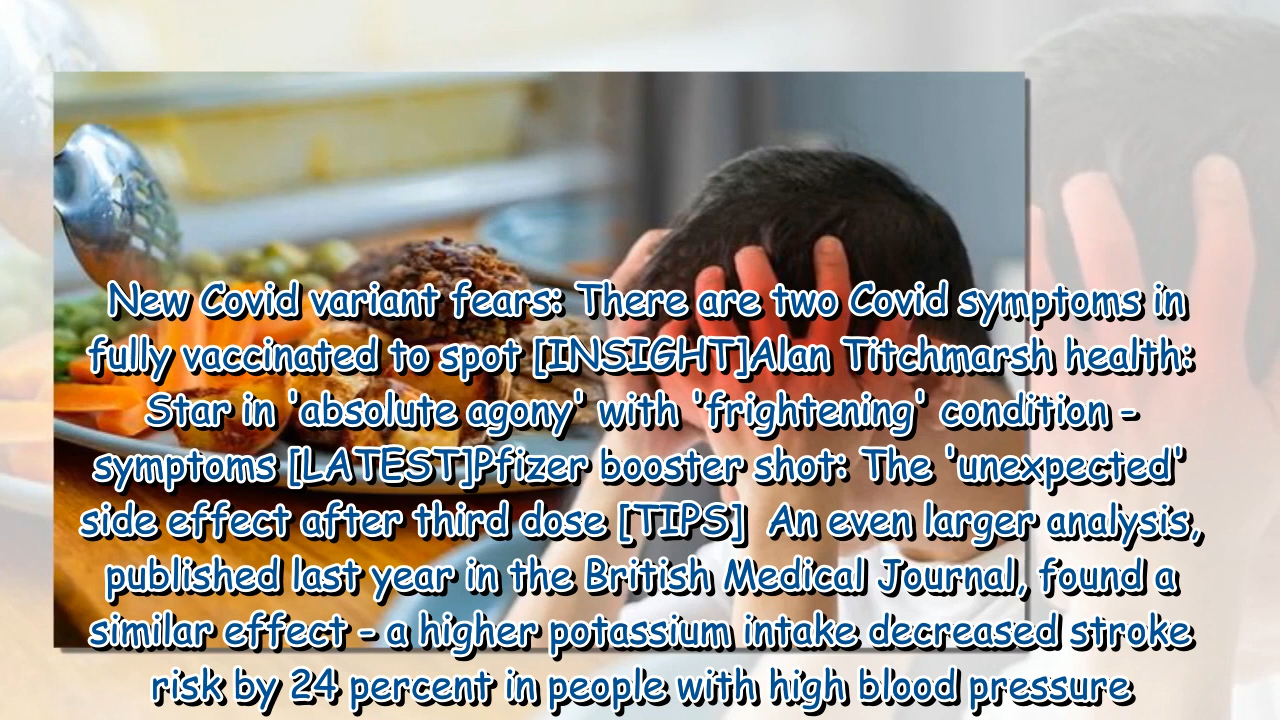 New Covid variant fears: There are two Covid symptoms in
fully vaccinated to spot [INSIGHT]Alan Titchmarsh health:
Star in 'absolute agony' with 'frightening' condition -
symptoms [LATEST]Pfizer booster shot: The 'unexpected'
side effect after third dose [TIPS]  An even larger analysis,
published last year in the British Medical Journal, found a
similar effect - a higher potassium intake decreased stroke
risk by 24 percent in people with high blood pressure